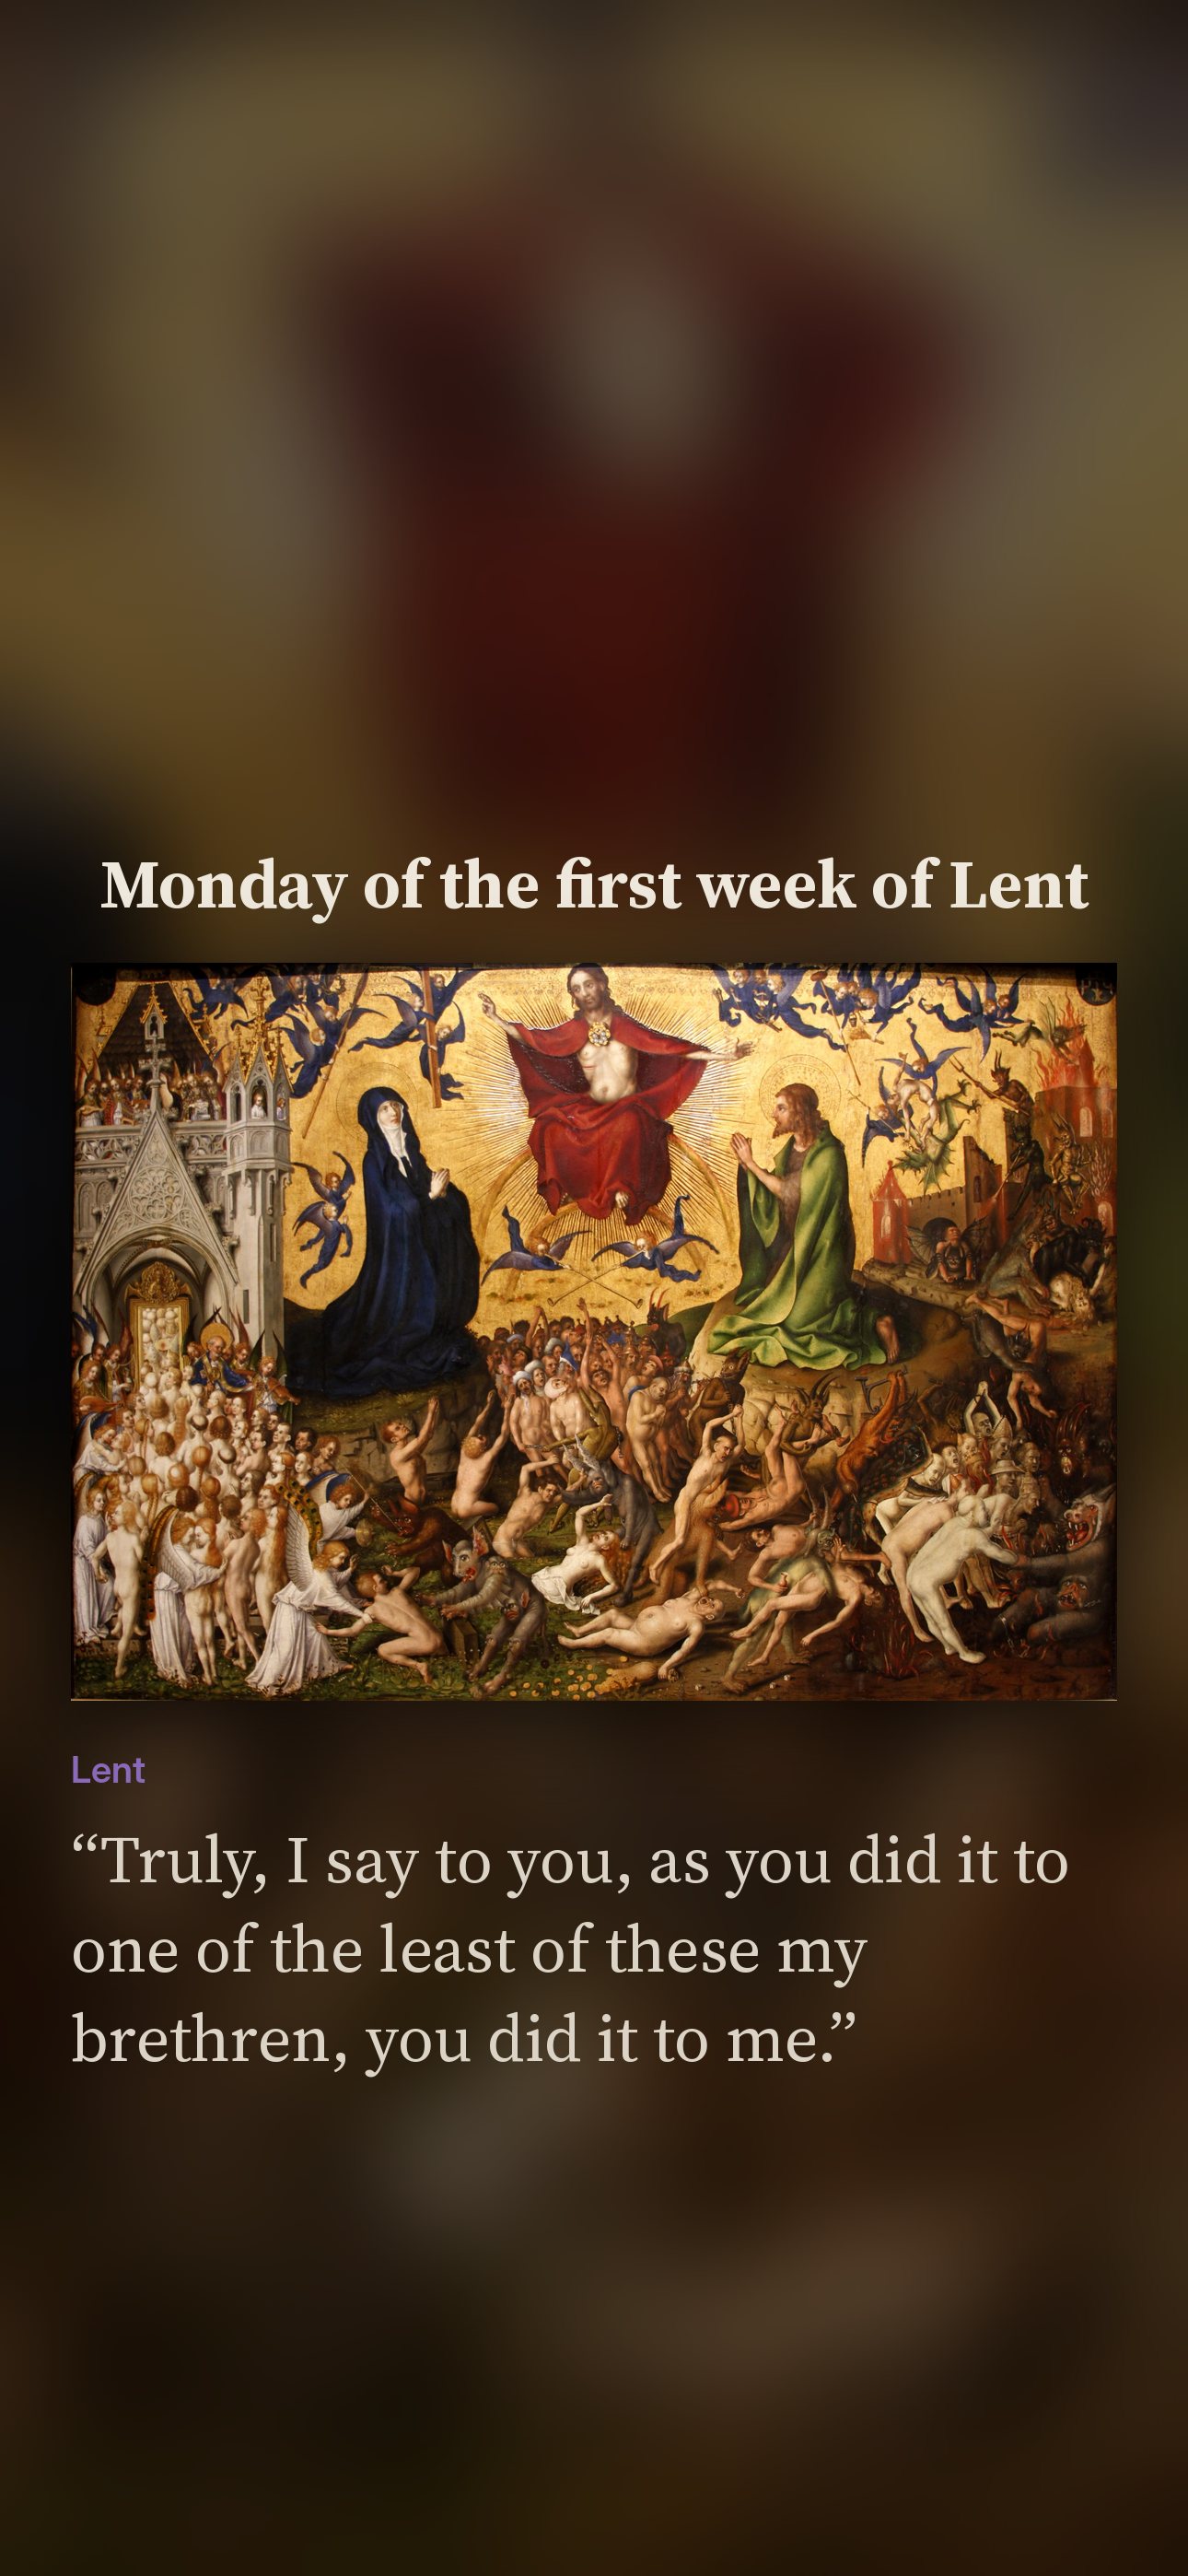 Monday of the first week of Lent
Lent
“Truly, I say to you, as you did it to
one of the least of these my
brethren, you did it to me.”